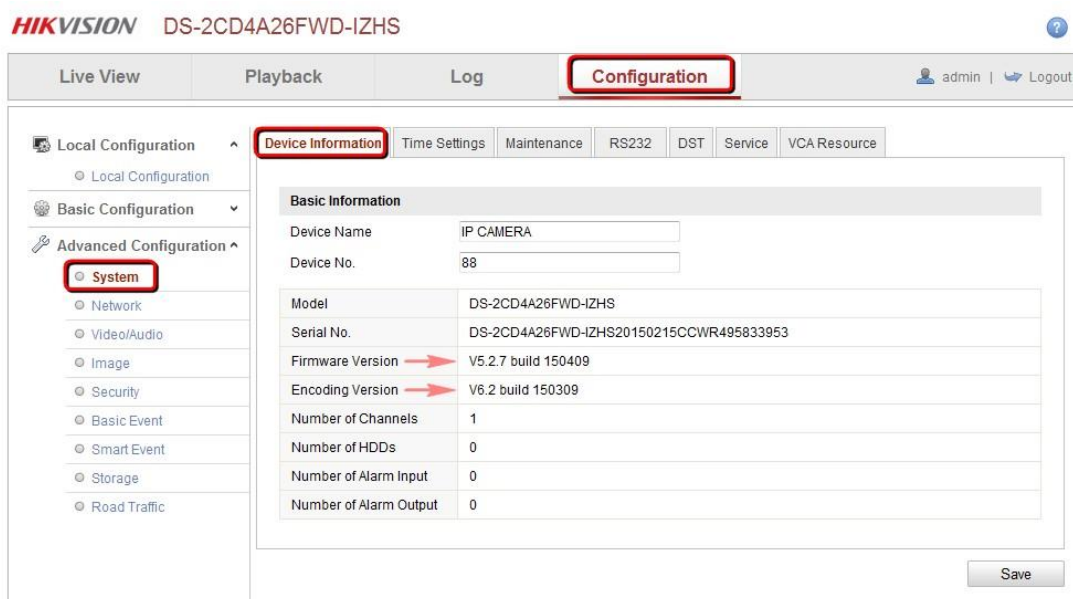 HIKVISION DS-2CD4A26FWD-IZHS
Live View Playback Log Configuration admin | Logout
Local Configuration
Local Configuration
Basic Configuration
Advanced Configuration
System
Network
Video/Audio
Image
Security
Basic Event
Smart Event
Storage
Road Traffic
Device Information Time Settings Maintenance RS232 DST Service VCA Resource
Basic Information
Device Name IP CAMERA
Device No. 88
Model DS-2CD4A26FWD-IZHS
Serial No. DS-2CD4A26FWD-IZHS20150215CCWR495833953
Firmware Version V5.2.7 build 150409
Encoding Version V6.2 build 150309
Number of Channels 1
Number of HDDs 0
Number of Alarm Input 0
Number of Alarm Output 0
Save